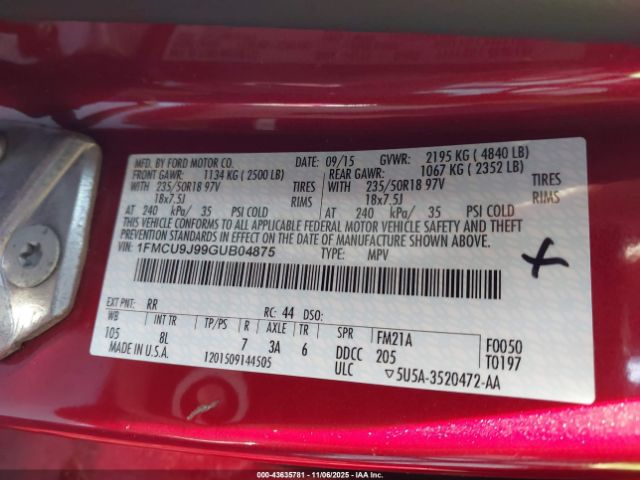 MFD. BY FORD MOTOR CO. 09/15 GVWR: 2195 KG ( 4840 LB)
FRONT GAWR: 1134 KG ( 2500 LB) REAR GAWR: 1067 KG ( 2352 LB)
WITH 235/50R18 97V TIRES WITH 235/50R18 97V TIRES
18x7.5J RIMS 18x7.5J RIMS
AT 240 kPa/ 35 PSI COLD AT 240 kPa/ 35 PSI COLD
THIS VEHICLE CONFORMS TO ALL APPLICABLE FEDERAL MOTOR VEHICLE SAFETY AND THEFT
PREVENTION STANDARDS IN EFFECT ON THE DATE OF MANUFACTURE SHOWN ABOVE.
VIN: 1FMCU9J99GUB04875 TYPE: MPV
X
EXT PNT: RR RC: 44 DSO:
WB INT TR TP/PS R AXLE TR SPR FM21A F0050
105 8L 7 3A 6 DDCC 205 T0197
MADE IN U.S.A. 1201509144505 ULC ▽5U5A-3520472-AA
IAA 00-43635781 | 11/06/2025 - IAA Inc.